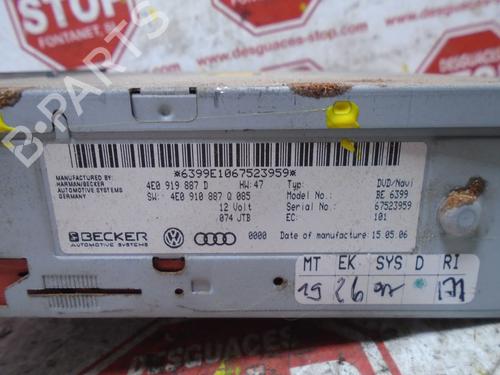 STOP
FONTANET, S.L
desguaces-stop.com
DESGUACES
STOP
B-PARTS
*6399E1067523959*
MANUFACTURED BY:
HARMAN/BECKER
AUTOMOTIVE SYSTEMS
GERMANY
4E0 919 887 D HW:47 Typ: DVD/Navi
SW: 4E0 910 887 Q 085 Model No.: BE 6399
12 Volt Serial No.: 67523959
074 JTB EC: 101
BECKER
AUTOMOTIVE SYSTEMS
0000 Date of manufacture: 15.05.06
MT EK SYS D RI
19 26 171
DESGUACES